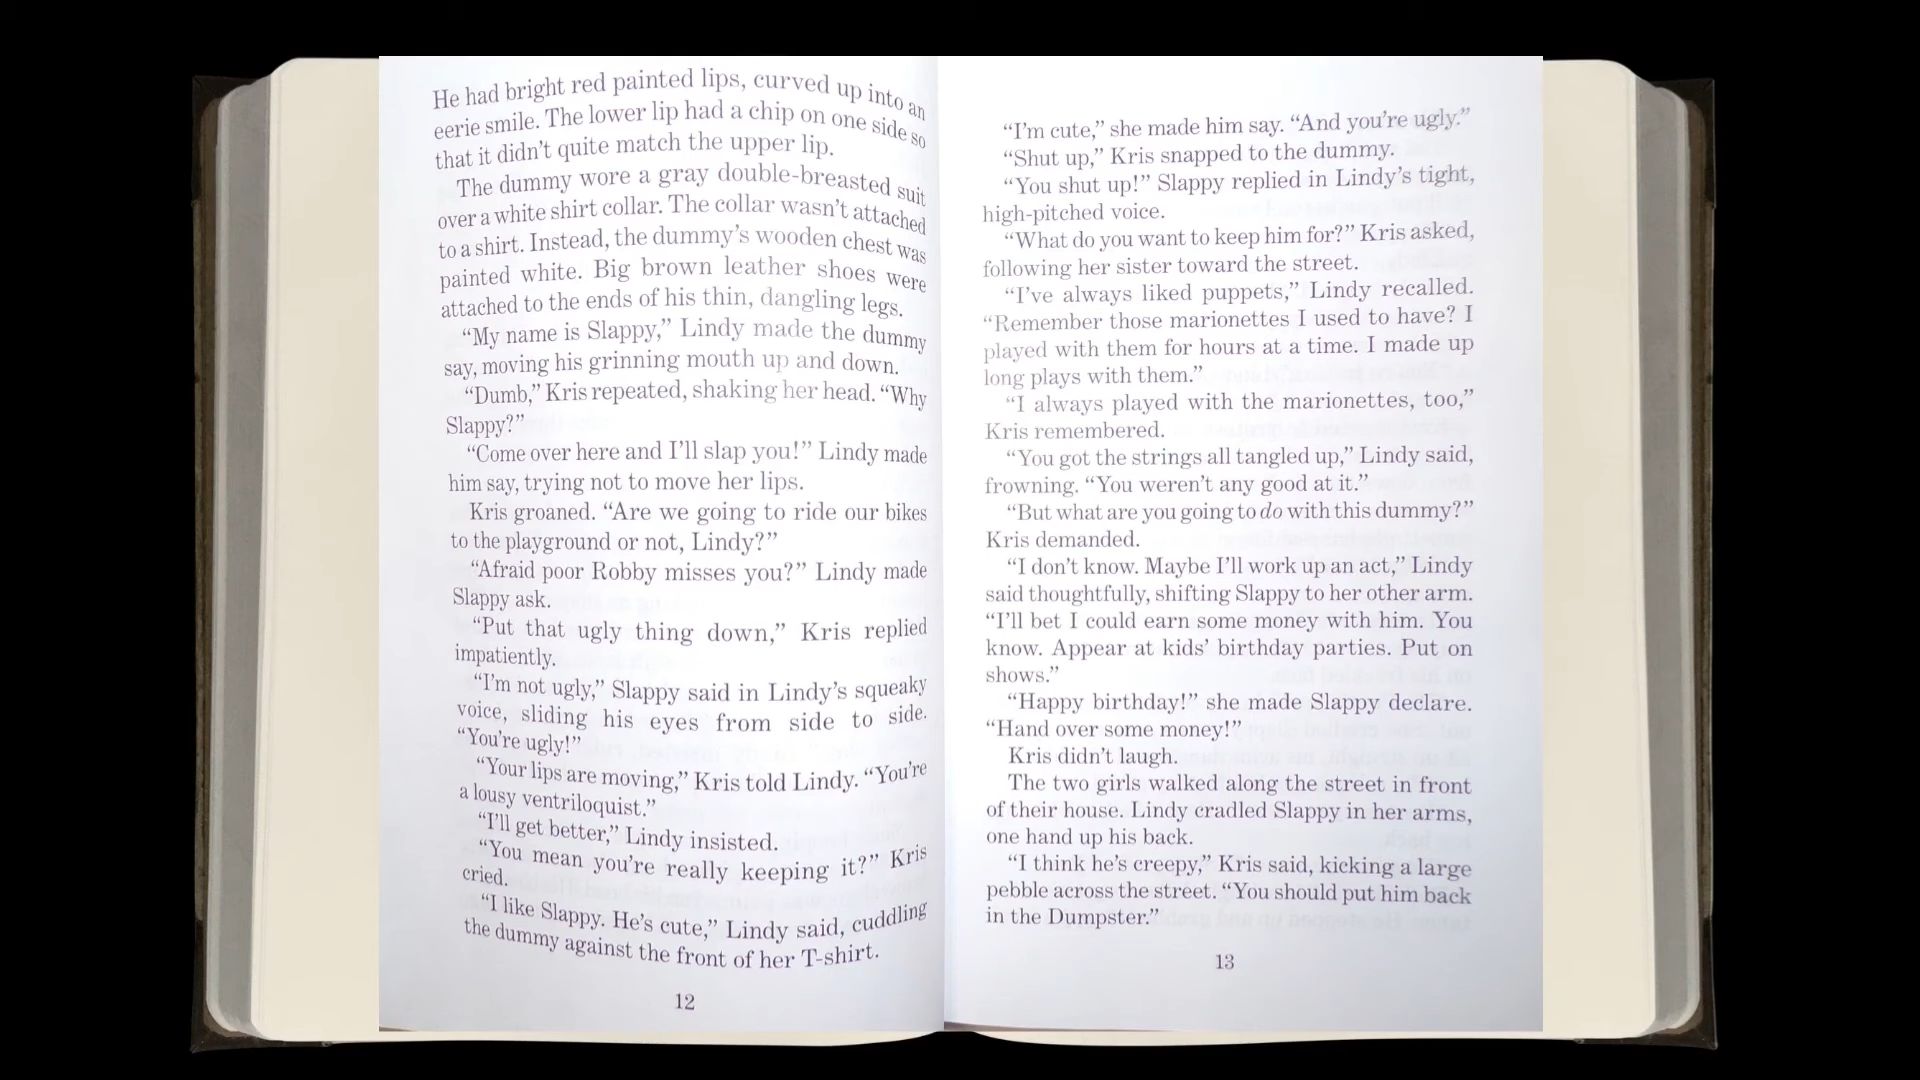 He had bright red painted lips, curved up into an
eerie smile. The lower lip had a chip on one side so
that it didn't quite match the upper lip.
The dummy wore a gray double-breasted suit
over a white shirt collar. The collar wasn't attached
to a shirt. Instead, the dummy's wooden chest was
painted white. Big brown leather shoes were
attached to the ends of his thin, dangling legs.
“My name is Slappy,” Lindy made the dummy
say, moving his grinning mouth up and down.
“Dumb,” Kris repeated, shaking her head. “Why
Slappy?”
“Come over here and I'll slap you!” Lindy made
him say, trying not to move her lips.
Kris groaned. “Are we going to ride our bikes
to the playground or not, Lindy?”
“Afraid poor Robby misses you?” Lindy made
Slappy ask.
“Put that ugly thing down,” Kris replied
impatiently.
“I'm not ugly,” Slappy said in Lindy's squeaky
voice, sliding his eyes from side to side.
“You're ugly!”
“Your lips are moving,” Kris told Lindy. “You're
a lousy ventriloquist.”
“I'll get better,” Lindy insisted.
“You mean you're really keeping it?” Kris
cried.
“I like Slappy. He's cute,” Lindy said, cuddling
the dummy against the front of her T-shirt.
12
“I'm cute,” she made him say. “And you're ugly.”
“Shut up,” Kris snapped to the dummy.
“You shut up!” Slappy replied in Lindy's tight,
high-pitched voice.
“What do you want to keep him for?” Kris asked,
following her sister toward the street.
“I've always liked puppets,” Lindy recalled.
“Remember those marionettes I used to have? I
played with them for hours at a time. I made up
long plays with them.”
“I always played with the marionettes, too,”
Kris remembered.
“You got the strings all tangled up,” Lindy said,
frowning. “You weren't any good at it.”
“But what are you going to do with this dummy?”
Kris demanded.
“I don't know. Maybe I'll work up an act,” Lindy
said thoughtfully, shifting Slappy to her other arm.
“I'll bet I could earn some money with him. You
know. Appear at kids' birthday parties. Put on
shows.”
“Happy birthday!” she made Slappy declare.
“Hand over some money!”
Kris didn't laugh.
The two girls walked along the street in front
of their house. Lindy cradled Slappy in her arms,
one hand up his back.
“I think he's creepy,” Kris said, kicking a large
pebble across the street. “You should put him back
in the Dumpster.”
13